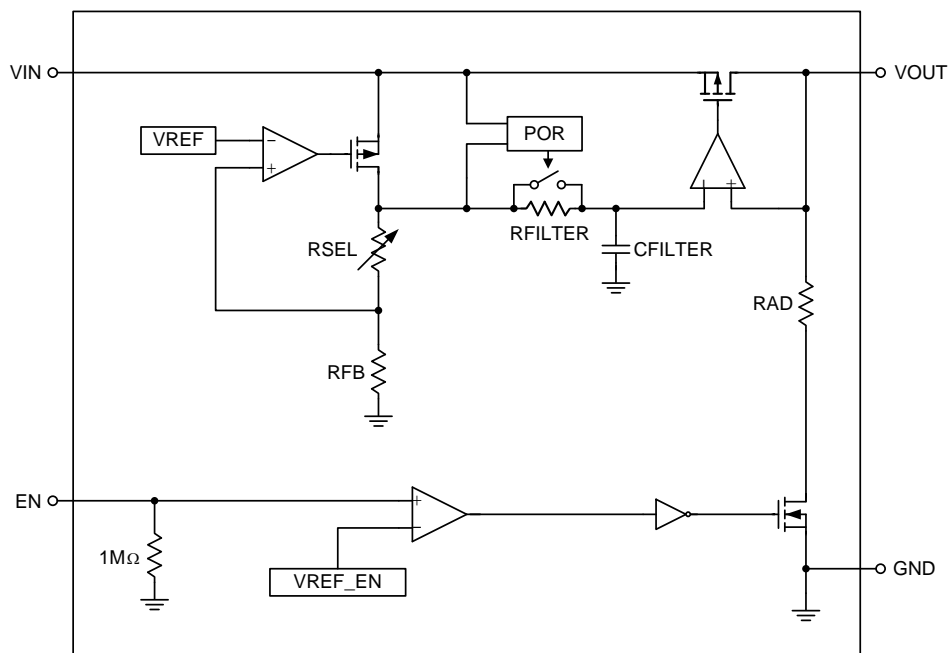 VIN
VOUT
VREF
−
+
POR
RFILTER
− +
RSEL
CFILTER
RAD
RFB
EN
+
−
1MΩ
VREF_EN
GND